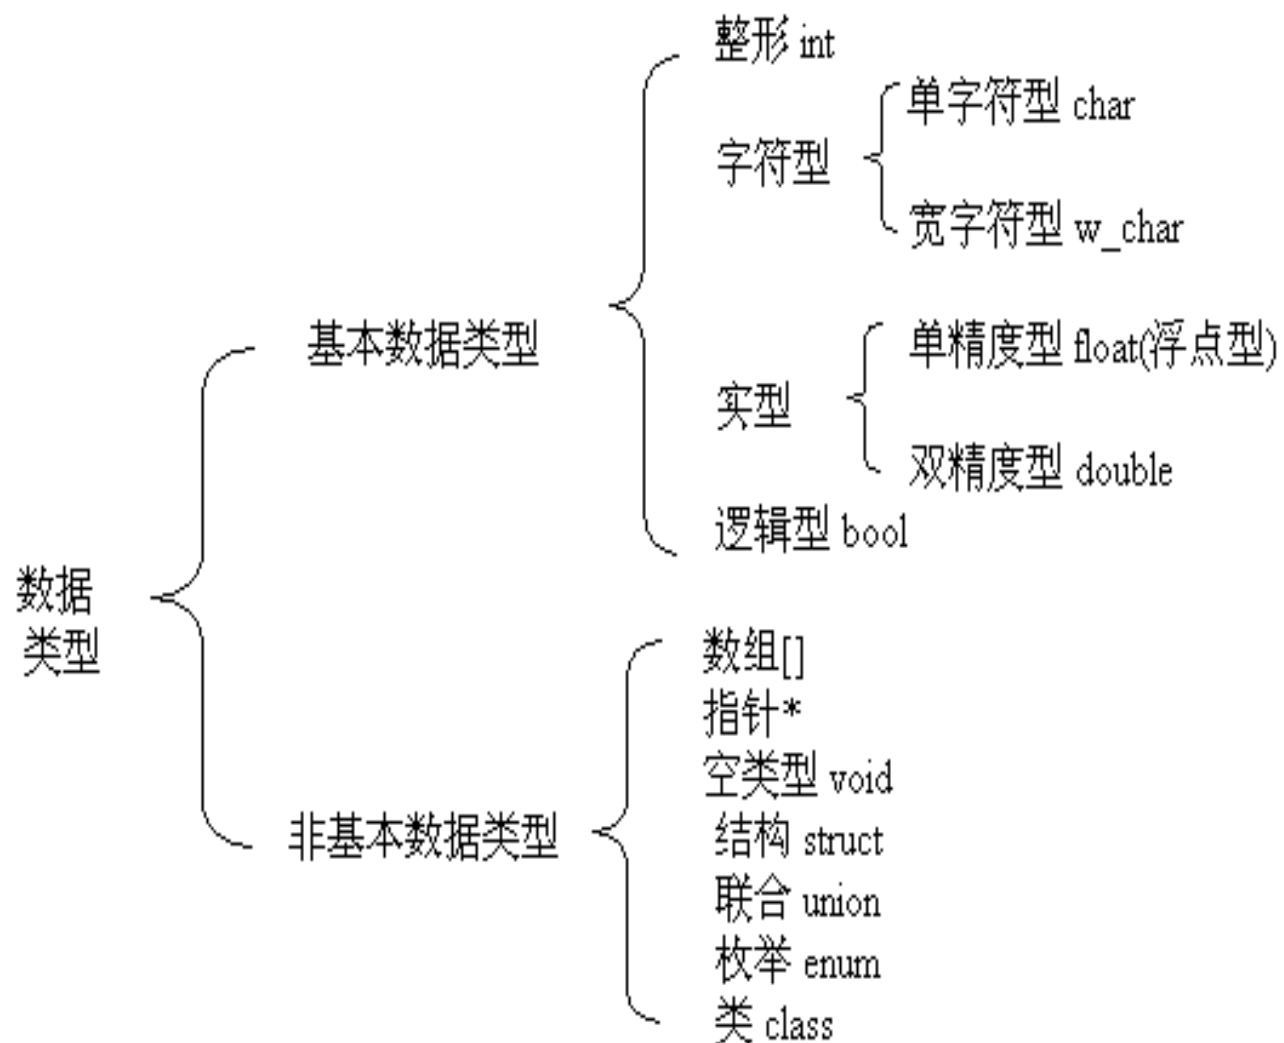 整形 int
单字符型 char
字符型
宽字符型 w_char
基本数据类型
单精度型 float(浮点型)
实型
双精度型 double
逻辑型 bool
数据
类型
数组[]
指针*
空类型 void
非基本数据类型
结构 struct
联合 union
枚举 enum
类 class